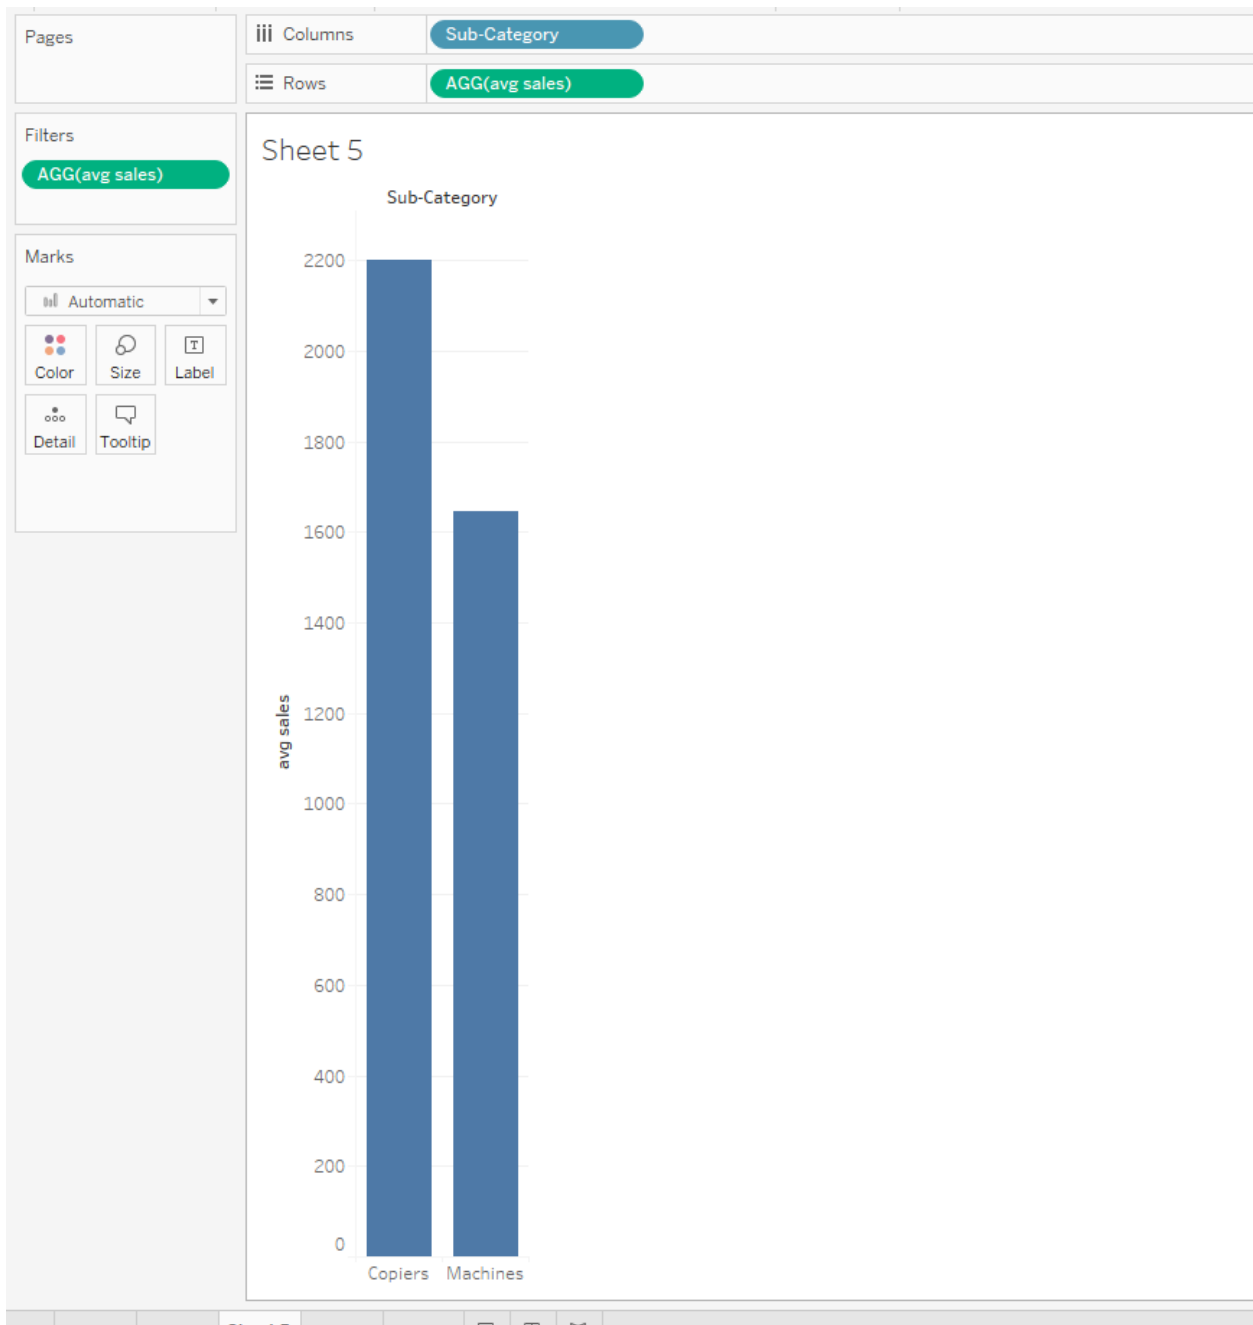 Pages
Columns
Sub-Category
Rows
AGG(avg sales)
Filters
AGG(avg sales)
Marks
Automatic
Color
Size
Label
Detail
Tooltip
Sheet 5
Sub-Category
2200
2000
1800
1600
1400
1200
1000
800
600
400
200
0
avg sales
Copiers
Machines